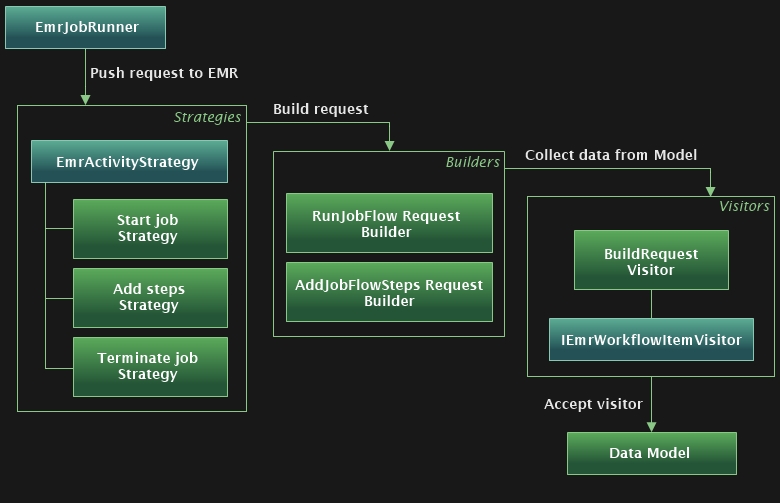 EmrJobRunner
Push request to EMR
Strategies
EmrActivityStrategy
Start job
Strategy
Add steps
Strategy
Terminate job
Strategy
Build request
Builders
RunJobFlow Request
Builder
AddJobFlowSteps Request
Builder
Collect data from Model
Visitors
BuildRequest
Visitor
IEmrWorkflowItemVisitor
Accept visitor
Data Model